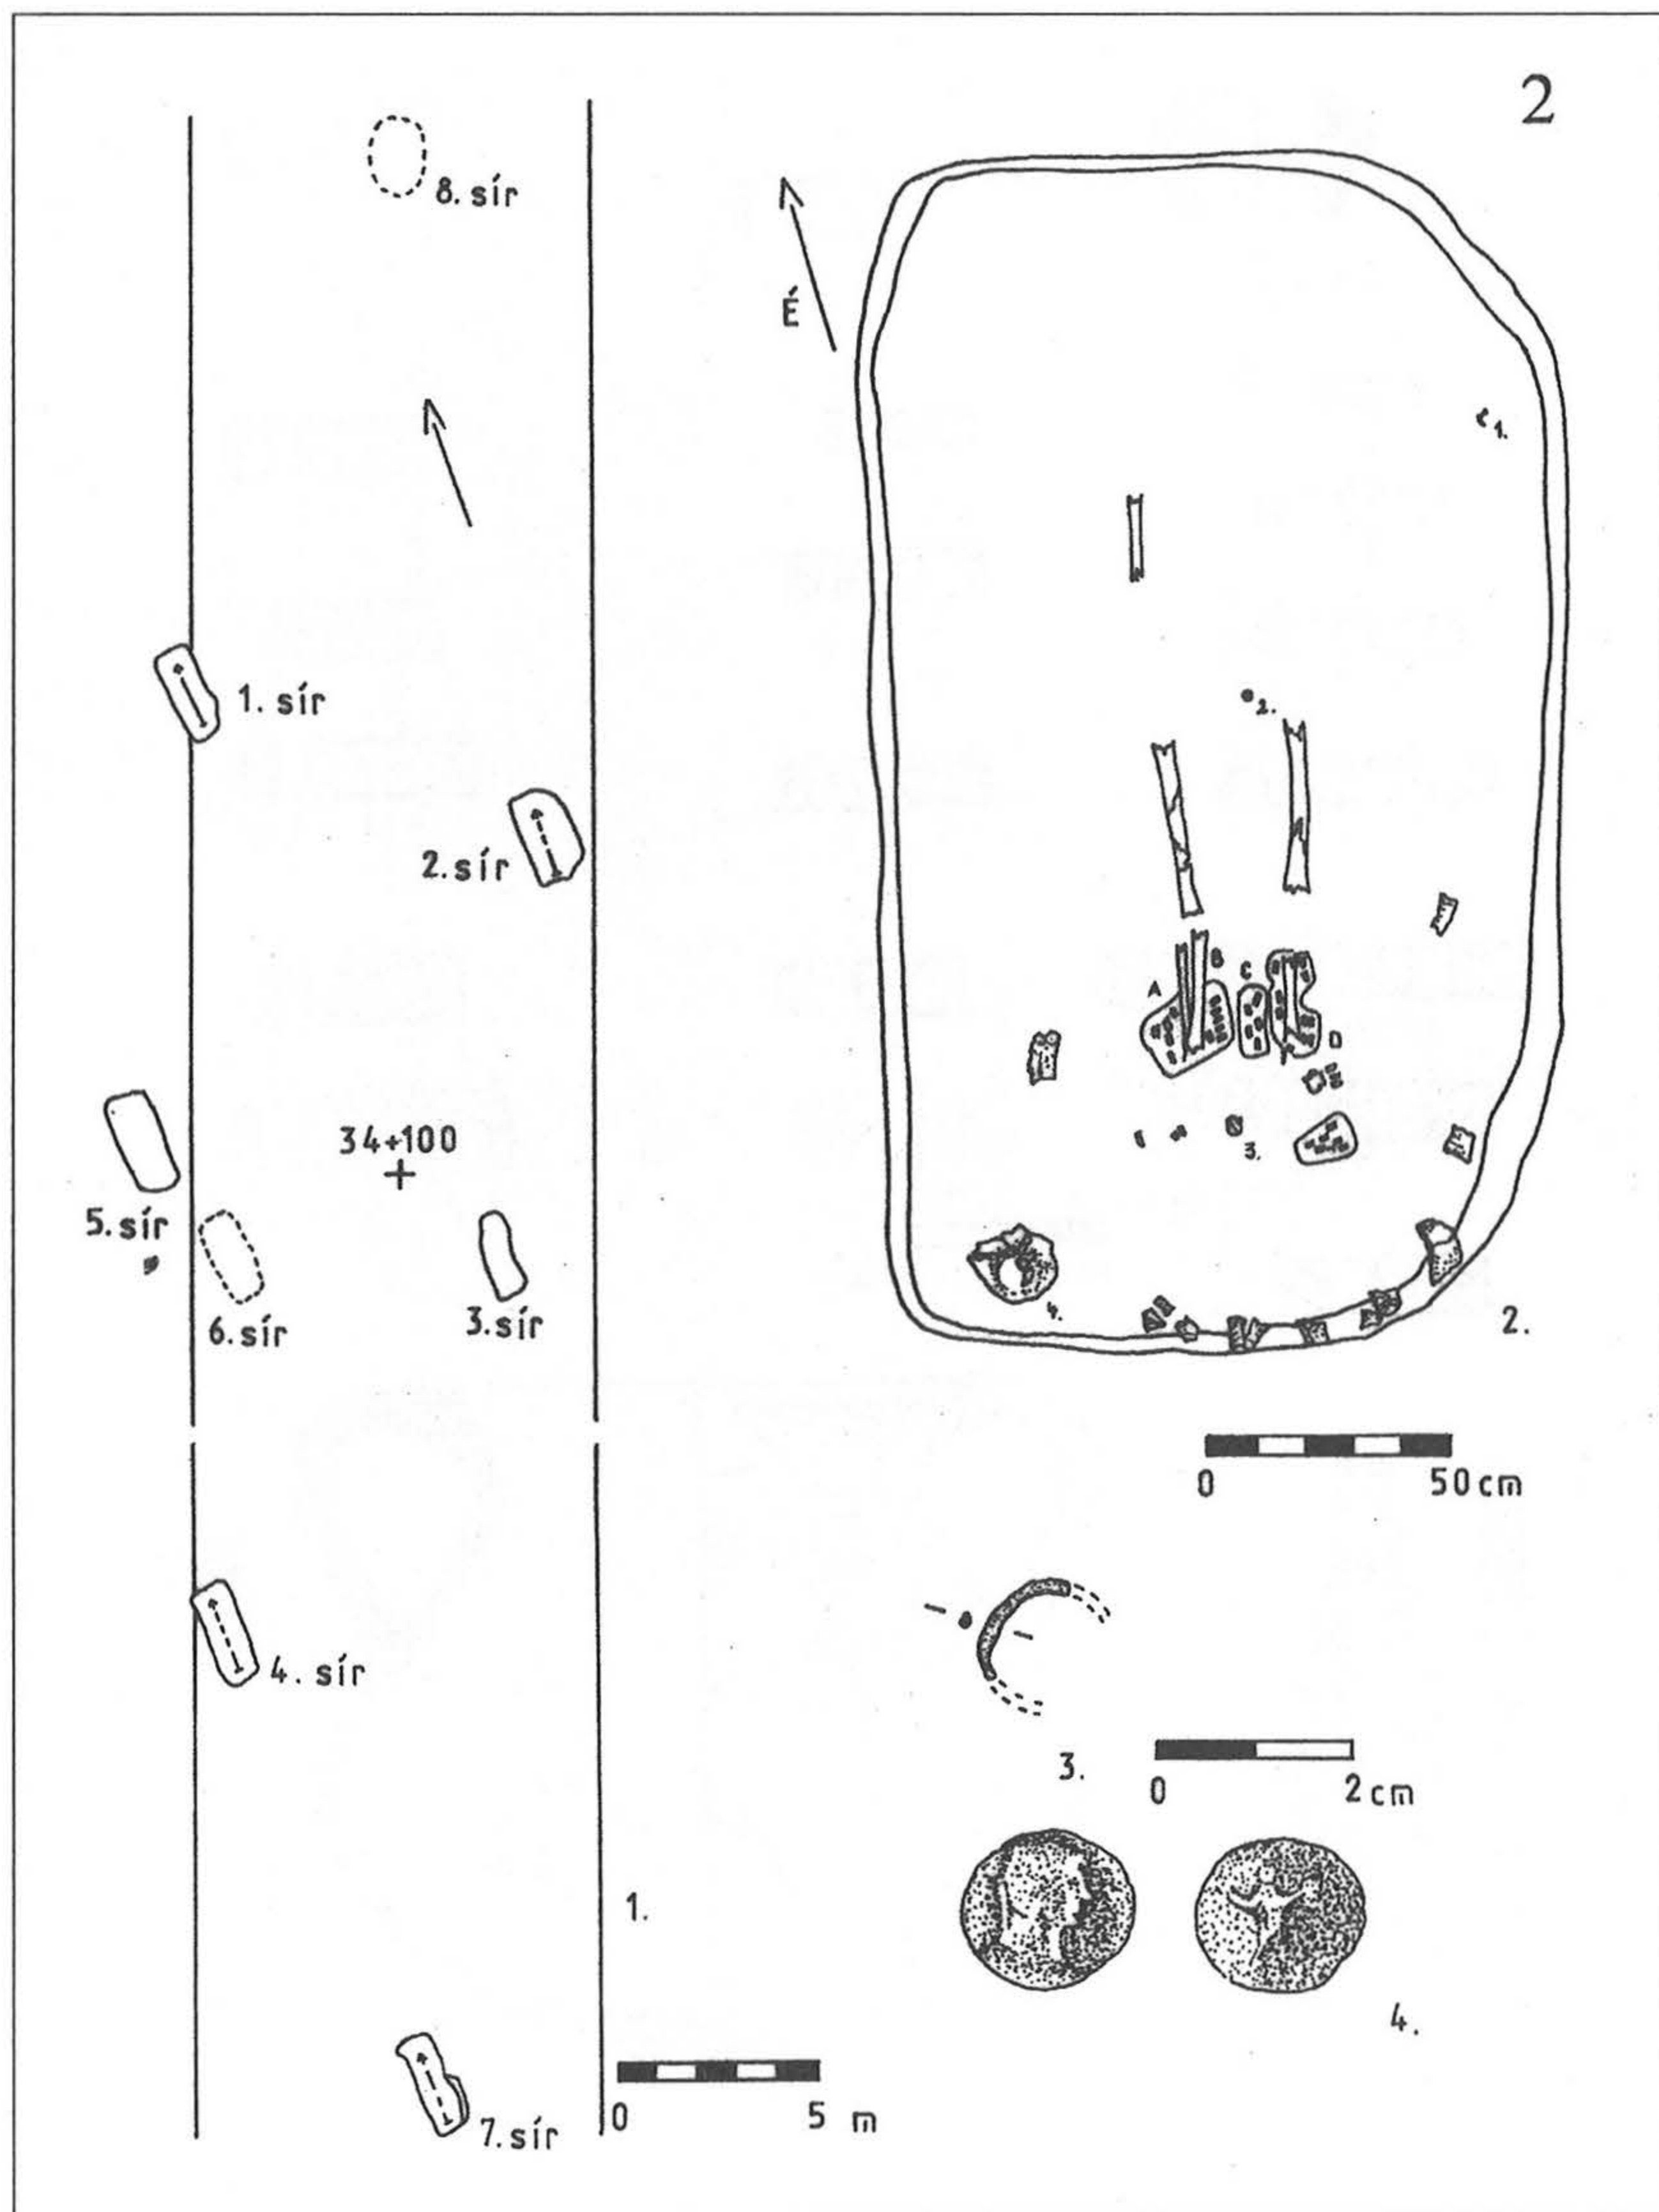 2
8. sír
É
1.
1. sír
2.
2. sír
B
C
A
D
34+100
3.
5. sír
4.
6. sír
3. sír
2.
0 50 cm
4. sír
3.
0 2 cm
1.
4.
0 5 m
7. sír